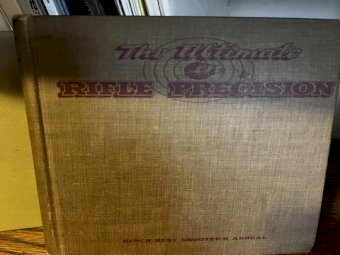 The Ultimate
In
RIFLE PRECISION
BENCH REST SHOOTER'S ANNUAL